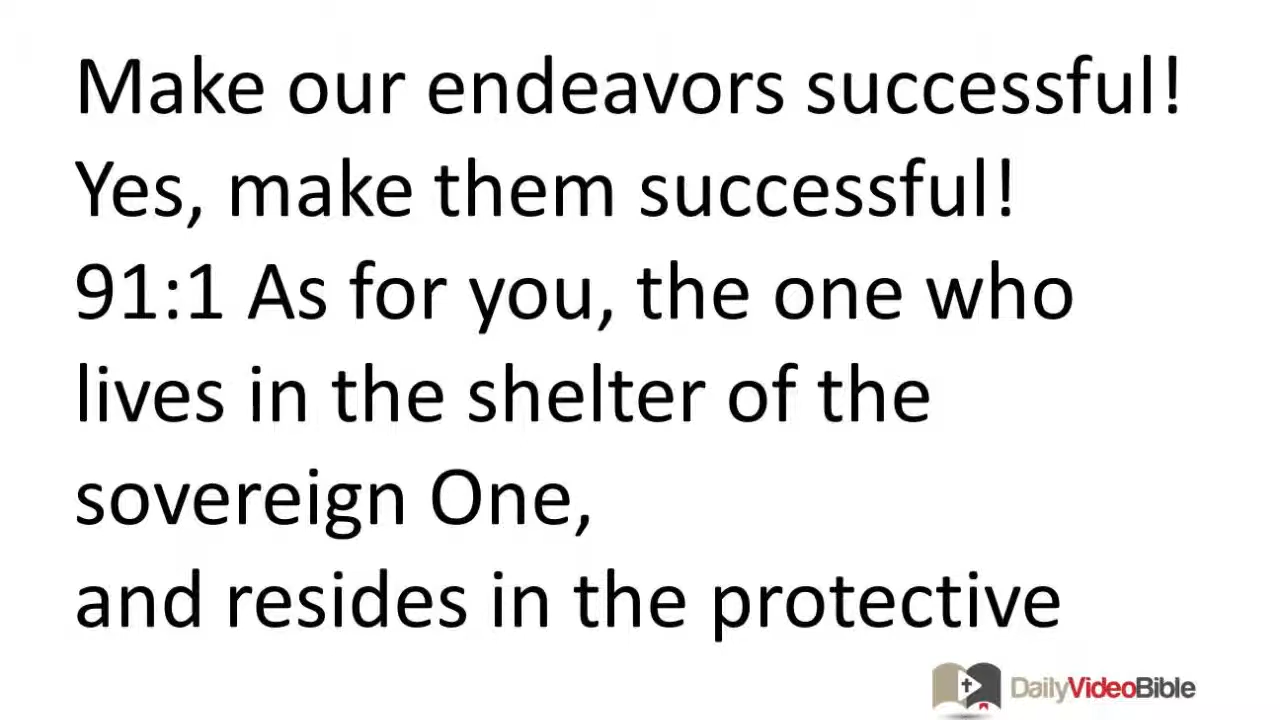 Make our endeavors successful!
Yes, make them successful!
91:1 As for you, the one who
lives in the shelter of the
sovereign One,
and resides in the protective
DailyVideoBible